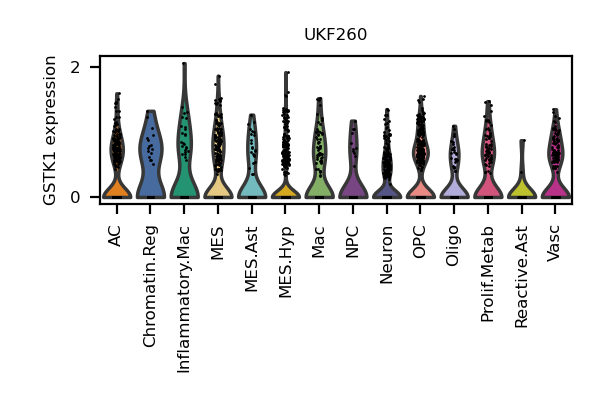 UKF260
GSTK1 expression
2
0
AC
Chromatin.Reg
Inflammatory.Mac
MES
MES.Ast
MES.Hyp
Mac
NPC
Neuron
OPC
Oligo
Prolif.Metab
Reactive.Ast
Vasc